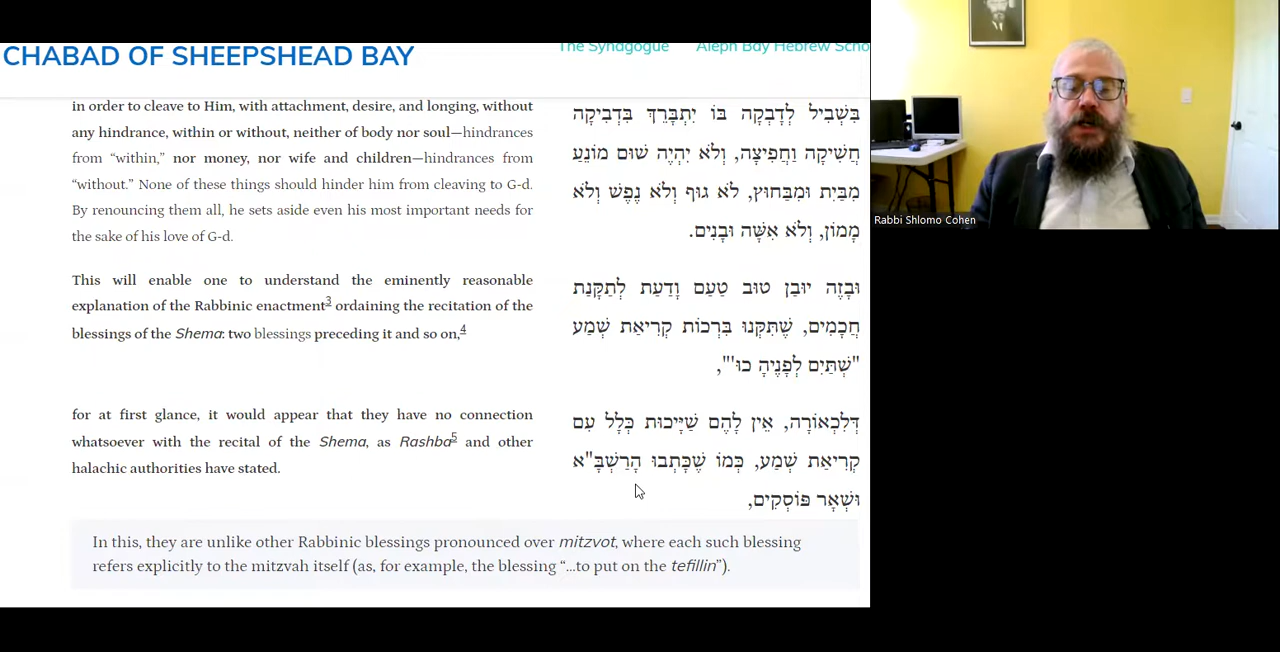 The Synagogue Aleph Bay Hebrew Scho
CHABAD OF SHEEPSHEAD BAY
in order to cleave to Him, with attachment, desire, and longing, without
any hindrance, within or without, neither of body nor soul—hindrances
from “within,” nor money, nor wife and children—hindrances from
“without.” None of these things should hinder him from cleaving to G-d.
By renouncing them all, he sets aside even his most important needs for
the sake of his love of G-d.
בִּשְׁבִיל לְדָבְקָה בּוֹ יִתְבָּרֵךְ בִּדְבִיקָה
חֲשִׁיקָה וַחֲפִיצָה, וְלֹא יִהְיֶה שׁוּם מוֹנֵעַ
מִבַּיִת וּמִבַּחוּץ, לֹא גוּף וְלֹא נֶפֶשׁ וְלֹא
מָמוֹן, וְלֹא אִשָּׁה וּבָנִים.
This will enable one to understand the eminently reasonable
explanation of the Rabbinic enactment3 ordaining the recitation of the
blessings of the Shema: two blessings preceding it and so on,4
וּבָזֶה יוּבַן טוּב טַעַם וָדַעַת לְתַקָּנַת
חֲכָמִים, שֶׁתִּקְּנוּ בִּרְכוֹת קְרִיאַת שְׁמַע
"שְׁתַּיִם לְפָנֶיהָ כוּ'",
for at first glance, it would appear that they have no connection
whatsoever with the recital of the Shema, as Rashba5 and other
halachic authorities have stated.
דְּלִכְאוֹרָה, אֵין לָהֶם שַׁיָּיכוּת כְּלָל עִם
קְרִיאַת שְׁמַע, כְּמוֹ שֶׁכָּתְבוּ הָרַשְׁבָּ"א
וּשְׁאָר פּוֹסְקִים,
In this, they are unlike other Rabbinic blessings pronounced over mitzvot, where each such blessing
refers explicitly to the mitzvah itself (as, for example, the blessing “...to put on the tefillin”).
Rabbi Shlomo Cohen